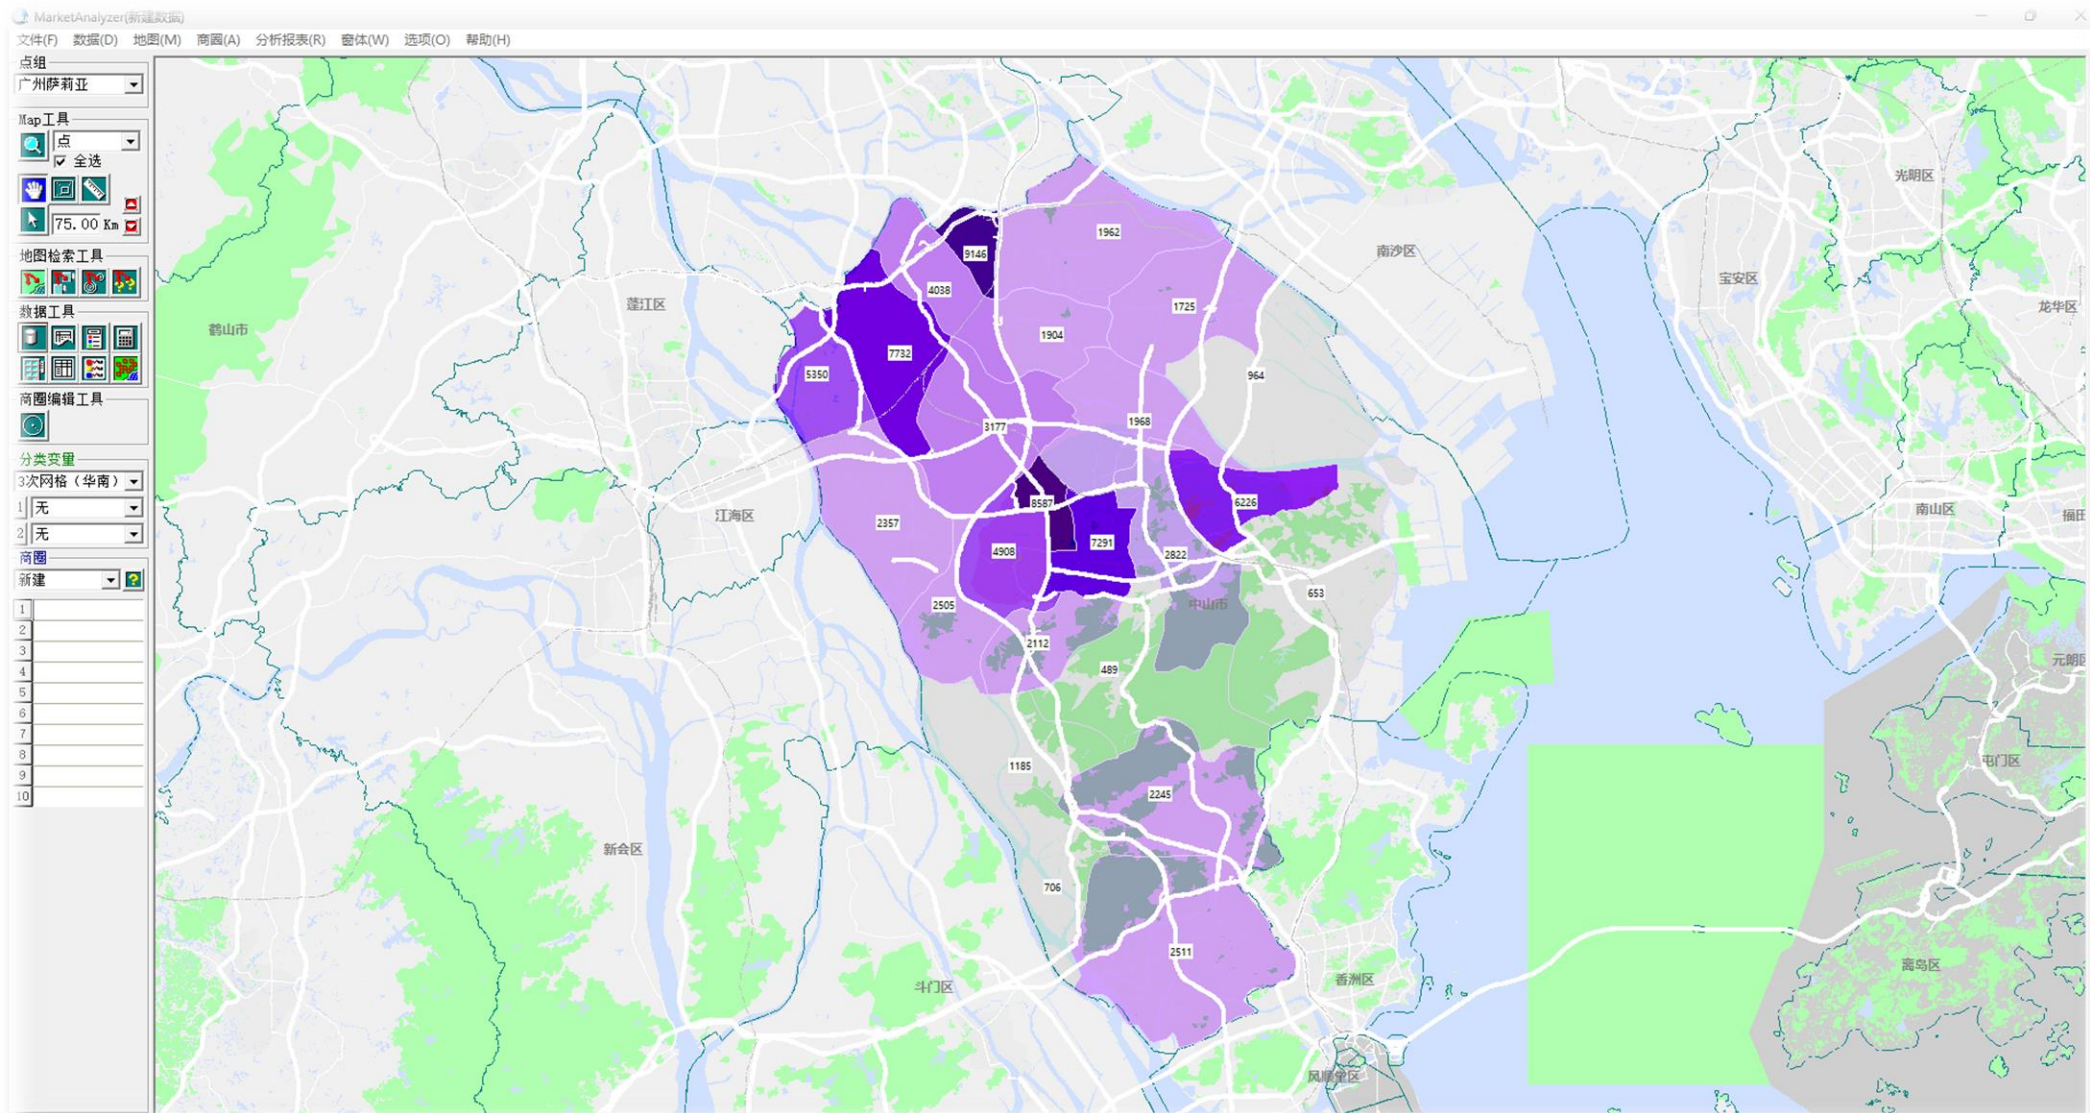 MarketAnalyzer(新建数据)
文件(F) 数据(D) 地图(M) 商圈(A) 分析报表(R) 窗体(W) 选项(O) 帮助(H)
点组
广州萨莉亚
Map工具
点
全选
75.00 Km
地图检索工具
数据工具
商圈编辑工具
分类变量
3次网格（华南）
1 无
2 无
商圈
新建 ?
1
2
3
4
5
6
7
8
9
10
光明区
1962
南沙区
9146
宝安区
4038
蓬江区
1725
龙华区
鹤山市
1904
7732
5350
964
1968
3177
8587
6226
南山区
福田
江海区
2357
7291
4908
2822
653
2505
中山市
2112
489
元朗区
屯门区
1185
2245
新会区
706
2511
离岛区
香洲区
斗门区
风顺堂区